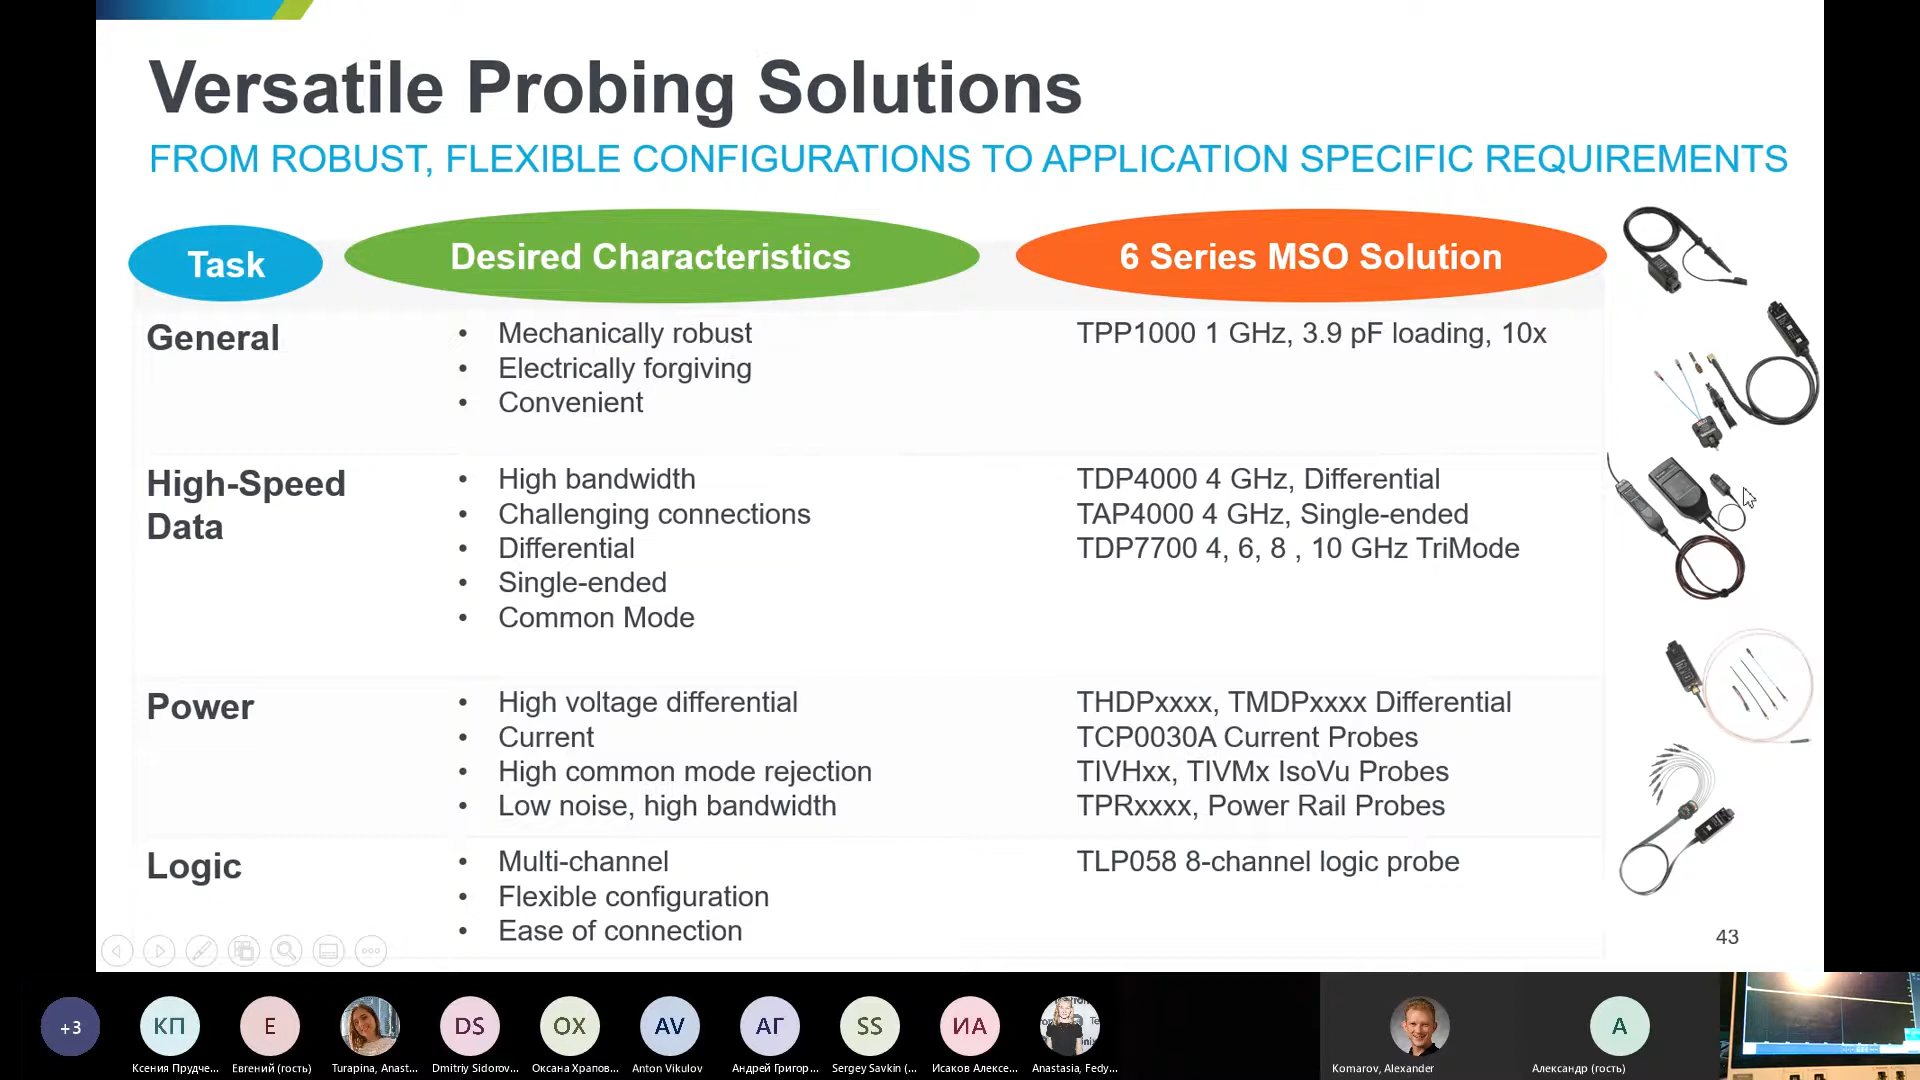 Versatile Probing Solutions
FROM ROBUST, FLEXIBLE CONFIGURATIONS TO APPLICATION SPECIFIC REQUIREMENTS
Task
Desired Characteristics
6 Series MSO Solution
General
• Mechanically robust
• Electrically forgiving
• Convenient
TPP1000 1 GHz, 3.9 pF loading, 10x
High-Speed
Data
• High bandwidth
• Challenging connections
• Differential
• Single-ended
• Common Mode
TDP4000 4 GHz, Differential
TAP4000 4 GHz, Single-ended
TDP7700 4, 6, 8 , 10 GHz TriMode
Power
• High voltage differential
• Current
• High common mode rejection
• Low noise, high bandwidth
THDPxxxx, TMDPxxxx Differential
TCP0030A Current Probes
TIVHxx, TIVMx IsoVu Probes
TPRxxxx, Power Rail Probes
Logic
• Multi-channel
• Flexible configuration
• Ease of connection
TLP058 8-channel logic probe
43
+3
КП
E
DS
OX
AV
АГ
SS
ИА
A
Ксения Прудче...
Евгений (гость)
Turapina, Anast...
Dmitriy Sidorov...
Оксана Храпов...
Anton Vikulov
Андрей Григор...
Sergey Savkin (...
Исаков Алексе...
Anastasia, Fedy...
Komarov, Alexander
Александр (гость)